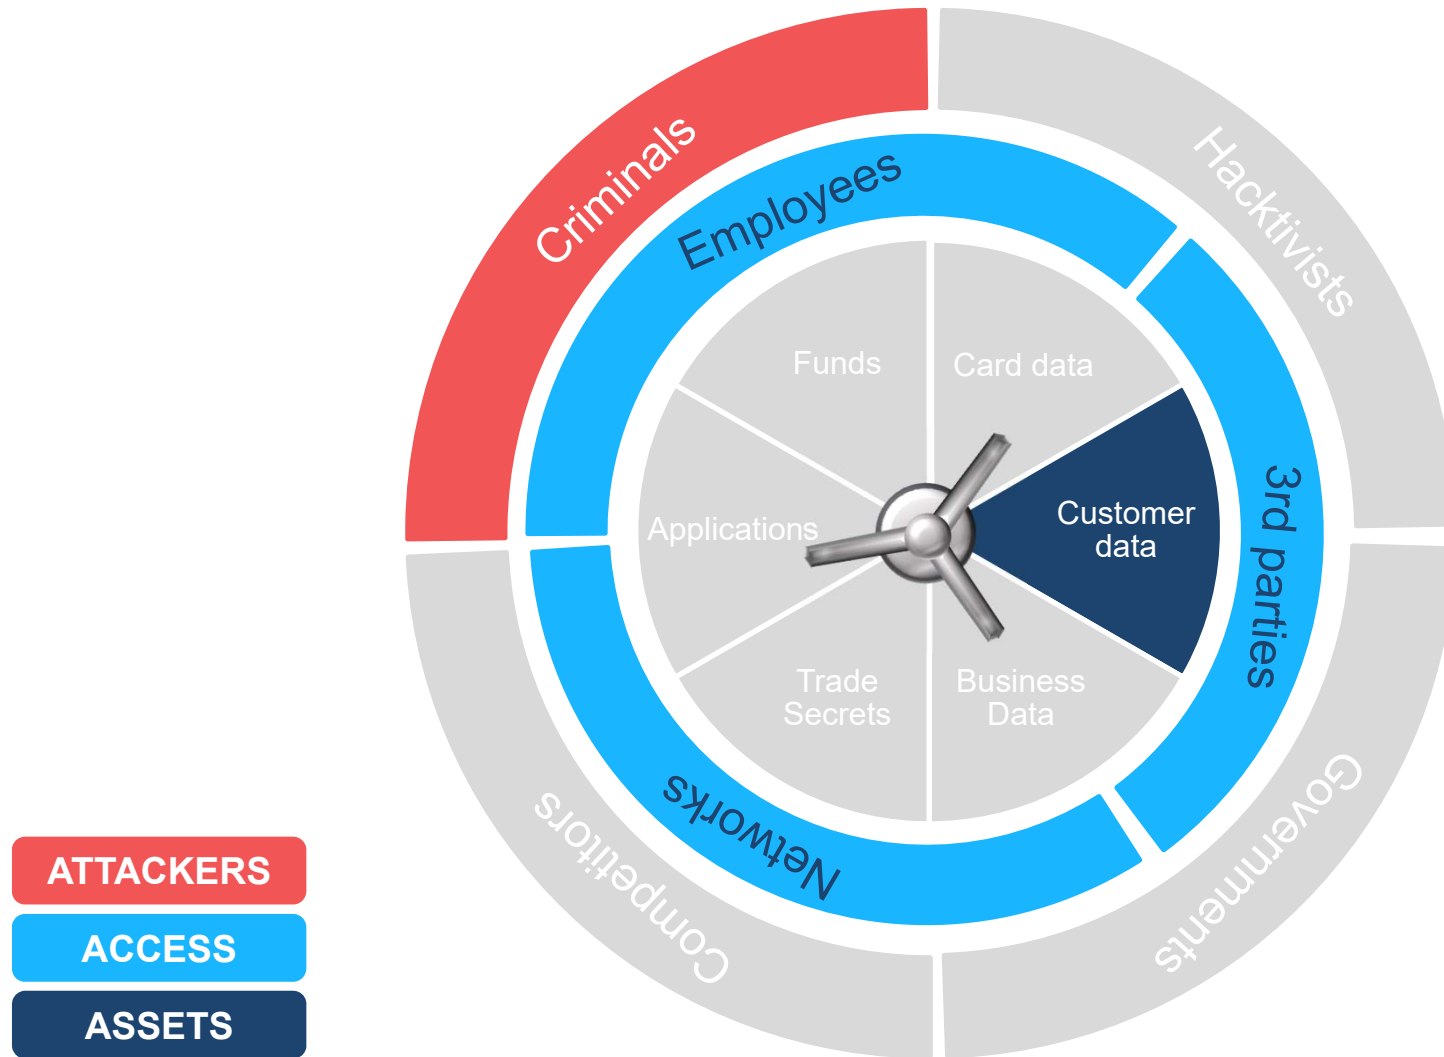 Criminals
Hacktivists
Employees
3rd parties
Funds
Card data
Applications
Customer
data
Trade
Secrets
Business
Data
Networks
Competitors
Governments
ATTACKERS
ACCESS
ASSETS